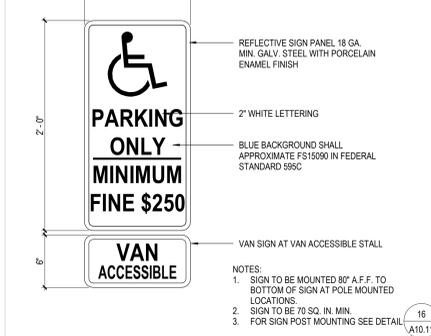 REFLECTIVE SIGN PANEL 18 GA.
MIN. GALV. STEEL WITH PORCELAIN
ENAMEL FINISH
2" WHITE LETTERING
BLUE BACKGROUND SHALL
APPROXIMATE FS15090 IN FEDERAL
STANDARD 595C
2' - 0"
PARKING
ONLY
MINIMUM
FINE $250
VAN
ACCESSIBLE
6"
VAN SIGN AT VAN ACCESSIBLE STALL
NOTES:
1. SIGN TO BE MOUNTED 80" A.F.F. TO
BOTTOM OF SIGN AT POLE MOUNTED
LOCATIONS.
2. SIGN TO BE 70 SQ. IN. MIN.
3. FOR SIGN POST MOUNTING SEE DETAIL
16